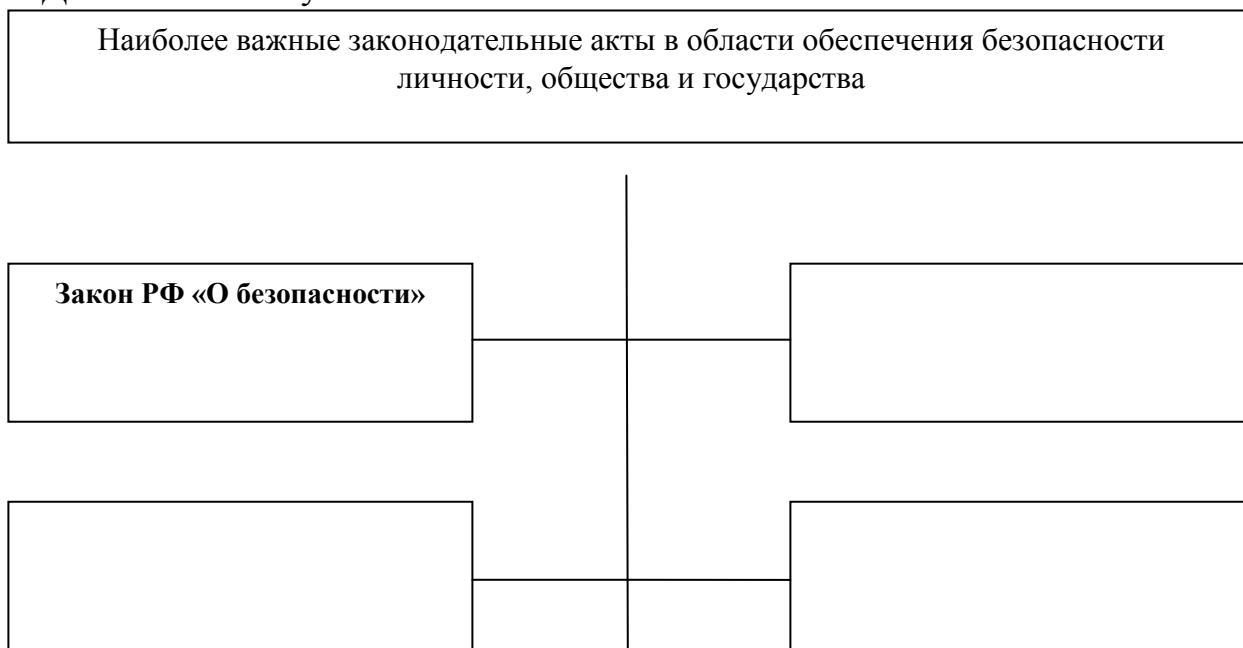 Наиболее важные законодательные акты в области обеспечения безопасности
личности, общества и государства
Закон РФ «О безопасности»